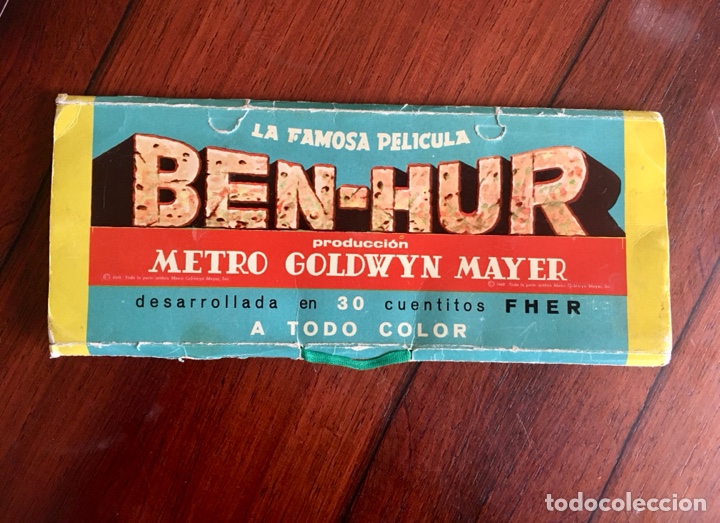 LA FAMOSA PELICULA
BEN-HUR
producción
METRO GOLDWYN MAYER
desarrollada en 30 cuentitos FHER
A TODO COLOR
todocoleccion